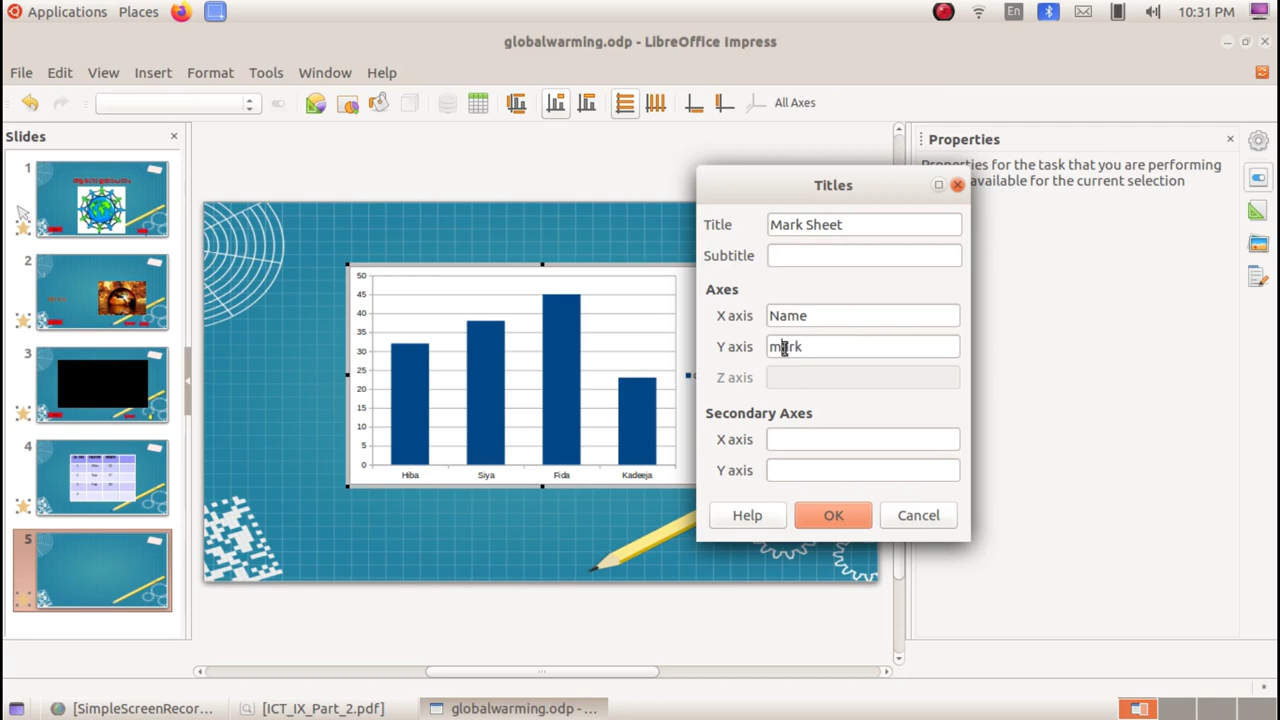 Applications Places
En
10:31 PM
globalwarming.odp - LibreOffice Impress
File Edit View Insert Format Tools Window Help
All Axes
Slides
1
2
3
4
5
50
45
40
35
30
25
20
15
10
5
0
Hiba Siya Fida Kadeeja
Titles
Title Mark Sheet
Subtitle
Axes
X axis Name
Y axis mark
Z axis
Secondary Axes
X axis
Y axis
Help OK Cancel
Properties
Properties for the task that you are performing
available for the current selection
[SimpleScreenRecor...
[ICT_IX_Part_2.pdf]
globalwarming.odp - ...